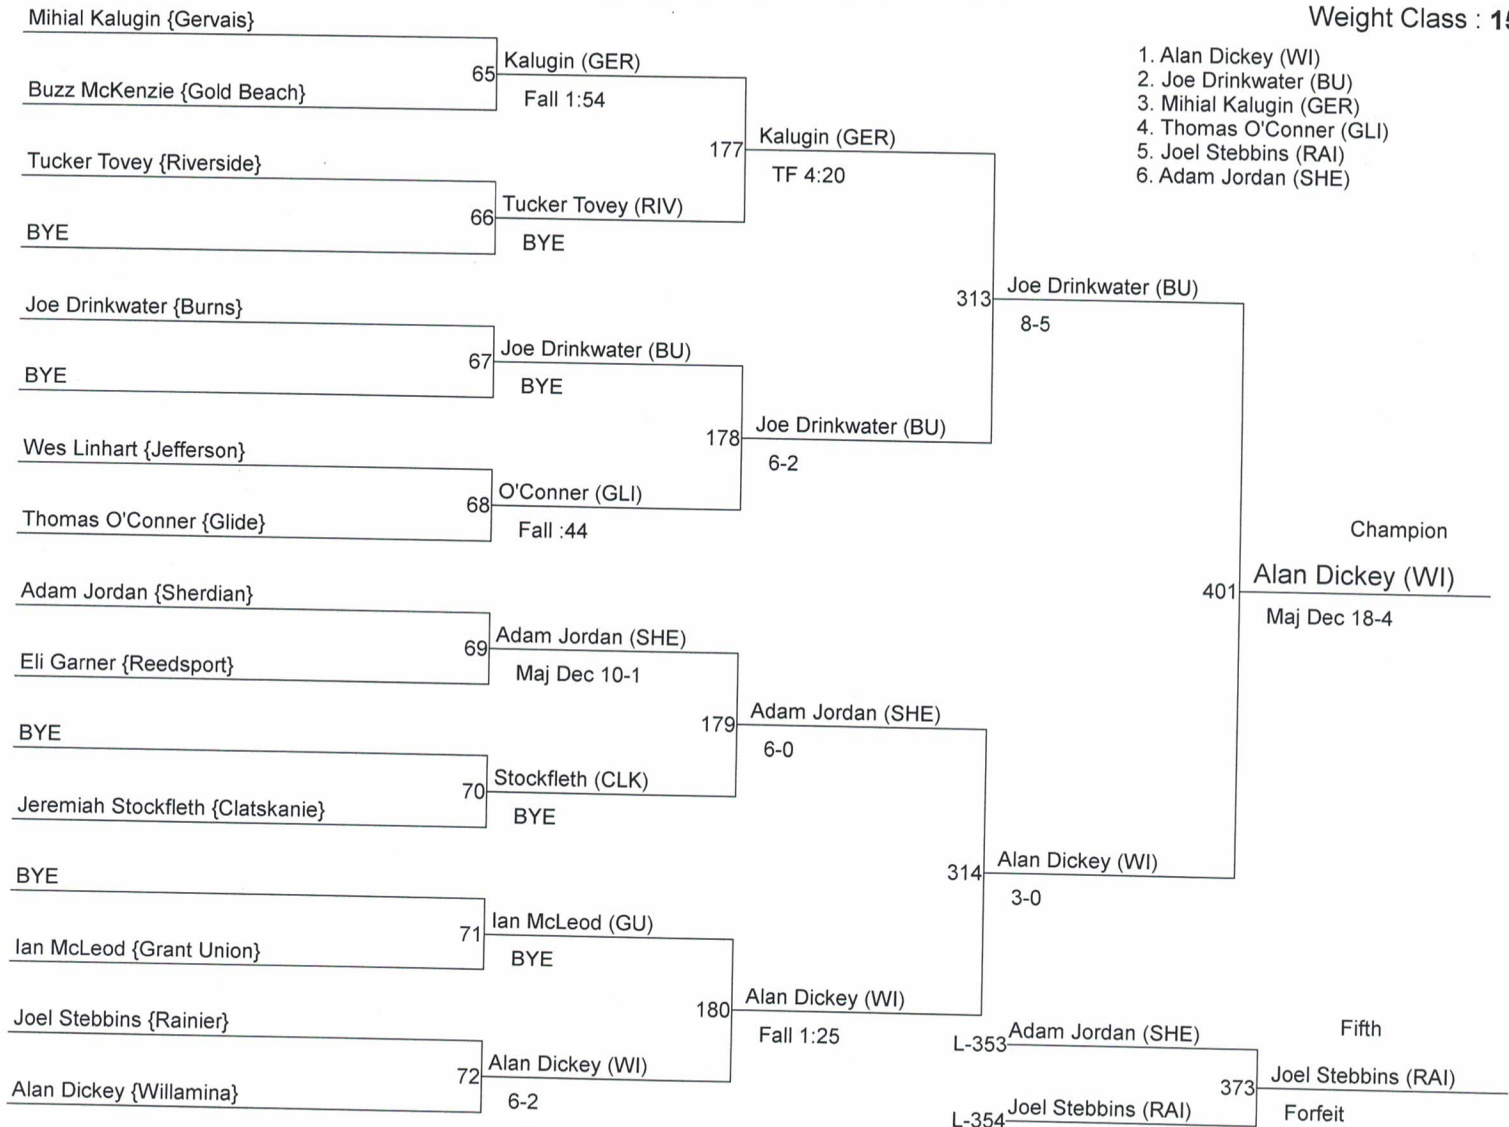 Weight Class : 15
1. Alan Dickey (WI)
2. Joe Drinkwater (BU)
3. Mihial Kalugin (GER)
4. Thomas O'Conner (GLI)
5. Joel Stebbins (RAI)
6. Adam Jordan (SHE)
Mihial Kalugin {Gervais}
Buzz McKenzie {Gold Beach}
Tucker Tovey {Riverside}
BYE
Joe Drinkwater {Burns}
BYE
Wes Linhart {Jefferson}
Thomas O'Conner {Glide}
Adam Jordan {Sherdian}
Eli Garner {Reedsport}
BYE
Jeremiah Stockfleth {Clatskanie}
BYE
Ian McLeod {Grant Union}
Joel Stebbins {Rainier}
Alan Dickey {Willamina}
65 Kalugin (GER)
Fall 1:54
66 Tucker Tovey (RIV)
BYE
67 Joe Drinkwater (BU)
BYE
68 O'Conner (GLI)
Fall :44
69 Adam Jordan (SHE)
Maj Dec 10-1
70 Stockfleth (CLK)
BYE
71 Ian McLeod (GU)
BYE
72 Alan Dickey (WI)
6-2
177 Kalugin (GER)
TF 4:20
178 Joe Drinkwater (BU)
6-2
179 Adam Jordan (SHE)
6-0
180 Alan Dickey (WI)
Fall 1:25
313 Joe Drinkwater (BU)
8-5
314 Alan Dickey (WI)
3-0
Champion
401 Alan Dickey (WI)
Maj Dec 18-4
L-353 Adam Jordan (SHE)
L-354 Joel Stebbins (RAI)
Fifth
373 Joel Stebbins (RAI)
Forfeit